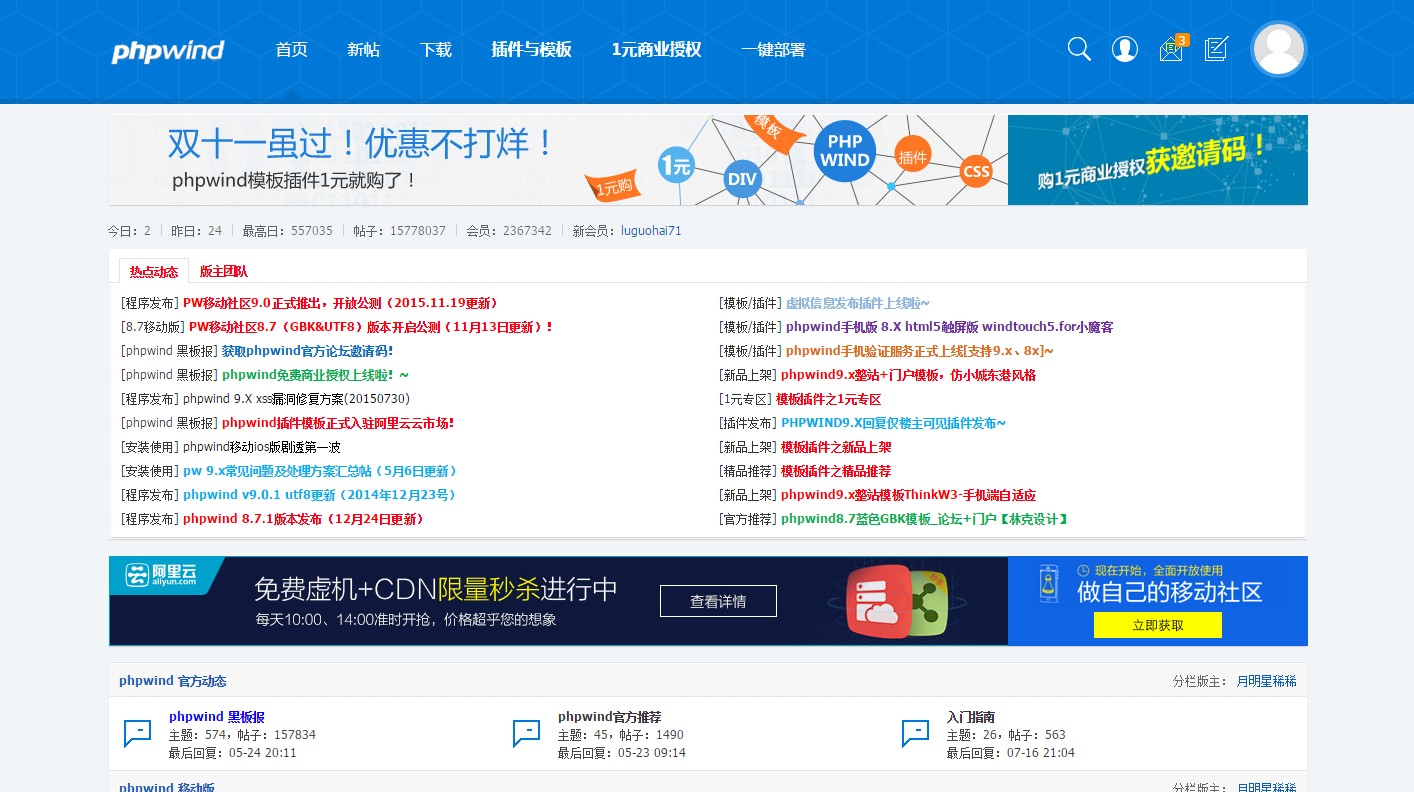 phpwind 首页 新帖 下载 插件与模板 1元商业授权 一键部署 3
双十一虽过！优惠不打烊！
phpwind模板插件1元就购了！
1元购 1元 DIV 模板 PHP WIND 插件 CSS
购1元商业授权获邀请码！
今日：2 昨日：24 最高日：557035 帖子：15778037 会员：2367342 新会员：luguohai71
热点动态 版主团队
[程序发布] PW移动社区9.0正式推出，开放公测（2015.11.19更新）
[8.7移动版] PW移动社区8.7（GBK&UTF8）版本开启公测（11月13日更新）！
[phpwind 黑板报] 获取phpwind官方论坛邀请码！
[phpwind 黑板报] phpwind免费商业授权上线啦！~
[程序发布] phpwind 9.X xss漏洞修复方案(20150730)
[phpwind 黑板报] phpwind插件模板正式入驻阿里云云市场！
[安装使用] phpwind移动ios版剧透第一波
[安装使用] pw 9.x常见问题及处理方案汇总帖（5月6日更新）
[程序发布] phpwind v9.0.1 utf8更新（2014年12月23号）
[程序发布] phpwind 8.7.1版本发布（12月24日更新）
[模板/插件] 虚拟信息发布插件上线啦~
[模板/插件] phpwind手机版 8.X html5触屏版 windtouch5.for小魔客
[模板/插件] phpwind手机验证服务正式上线[支持9.x、8x]~
[新品上架] phpwind9.x整站+门户模板，仿小城东港风格
[1元专区] 模板插件之1元专区
[插件发布] PHPWIND9.X回复仅楼主可见插件发布~
[新品上架] 模板插件之新品上架
[精品推荐] 模板插件之精品推荐
[新品上架] phpwind9.x整站模板ThinkW3-手机端自适应
[官方推荐] phpwind8.7蓝色GBK模板_论坛+门户【林克设计】
阿里云
aliyun.com
免费虚机+CDN限量秒杀进行中
每天10:00、14:00准时开抢，价格超乎您的想象
查看详情
现在开始，全面开放使用
做自己的移动社区
立即获取
phpwind 官方动态 分栏版主： 月明星稀稀
phpwind 黑板报
主题：574，帖子：157834
最后回复：05-24 20:11
phpwind官方推荐
主题：45，帖子：1490
最后回复：05-23 09:14
入门指南
主题：26，帖子：563
最后回复：07-16 21:04
phpwind 移动版 分栏版主： 月明星稀稀